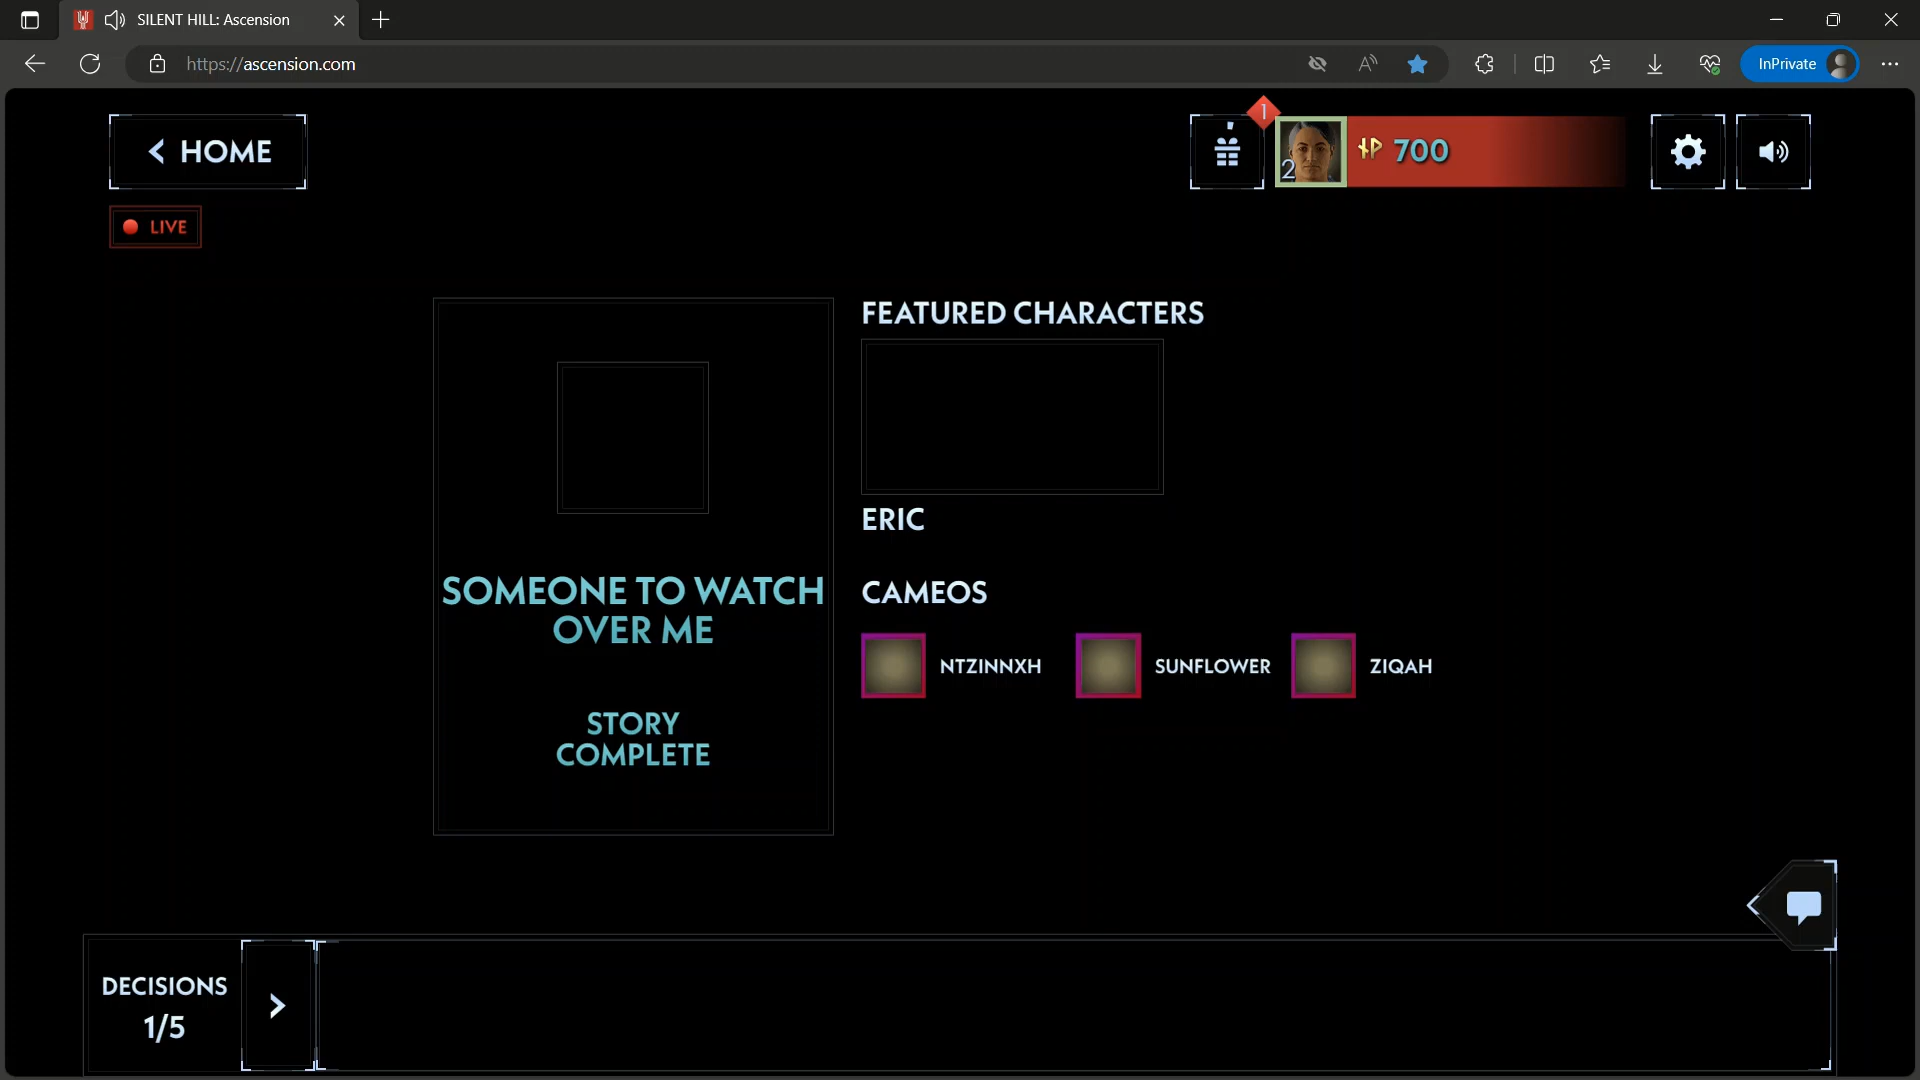 SILENT HILL: Ascension
https://ascension.com
InPrivate
HOME
1
2
700
LIVE
FEATURED CHARACTERS
ERIC
SOMEONE TO WATCH
OVER ME
STORY
COMPLETE
CAMEOS
NTZINNXH
SUNFLOWER
ZIQAH
DECISIONS
1/5